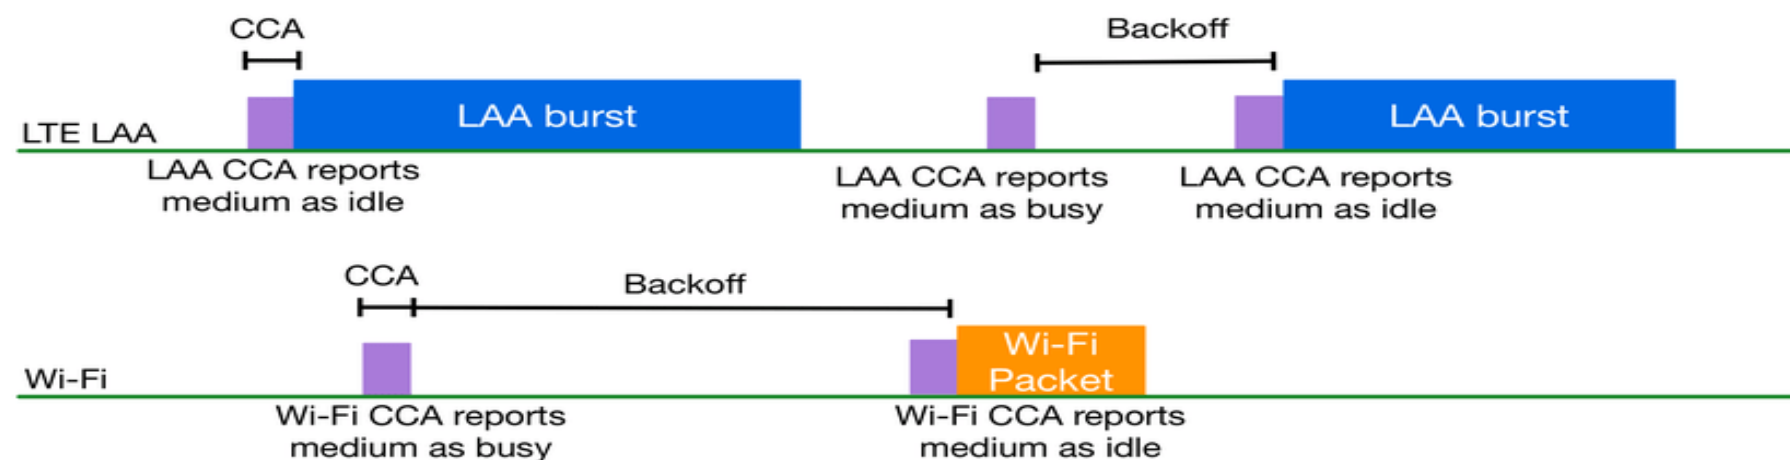 CCA
Backoff
LAA burst
LAA burst
LTE LAA
LAA CCA reports
medium as idle
LAA CCA reports
medium as busy
LAA CCA reports
medium as idle
CCA
Backoff
Wi-Fi
Packet
Wi-Fi
Wi-Fi CCA reports
medium as busy
Wi-Fi CCA reports
medium as idle